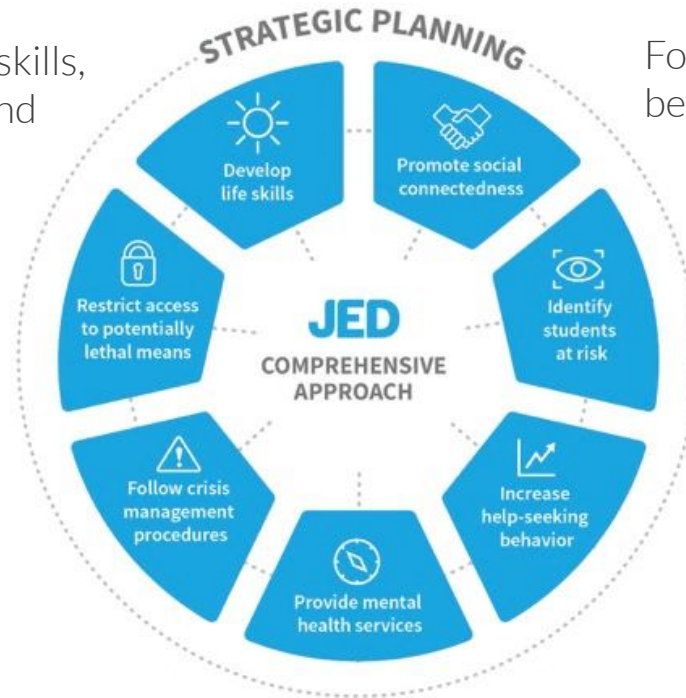 skills,
nd
STRATEGIC PLANNING
Fo
be
Develop
life skills
Promote social
connectedness
Restrict access
to potentially
lethal means
Identify
students
at risk
JED
COMPREHENSIVE
APPROACH
Follow crisis
management
procedures
Increase
help-seeking
behavior
Provide mental
health services